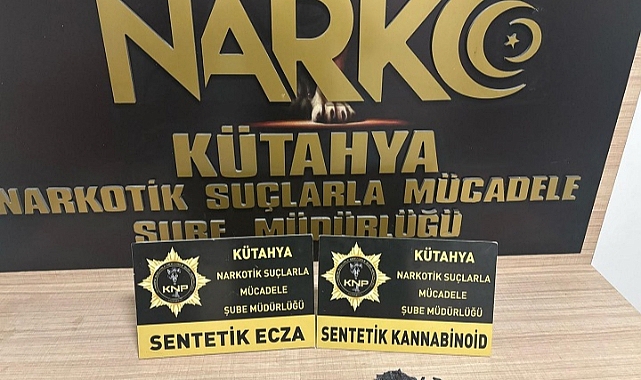 NARKO
KÜTAHYA
NARKOTİK SUÇLARLA MÜCADELE
ŞUBE MÜDÜRLÜĞÜ
KÜTAHYA
NARKOTİK SUÇLARLA
MÜCADELE
ŞUBE MÜDÜRLÜĞÜ
KNP
SENTETİK ECZA
KÜTAHYA
NARKOTİK SUÇLARLA
MÜCADELE
ŞUBE MÜDÜRLÜĞÜ
KNP
SENTETİK KANNABİNOİD